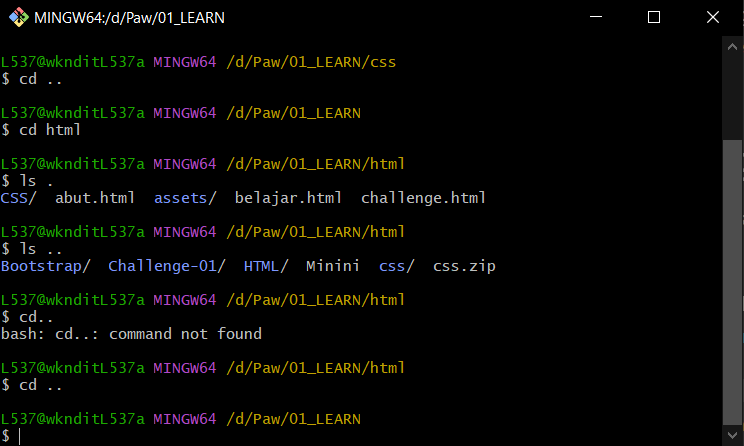 MINGW64:/d/Paw/01_LEARN
L537@wknditL537a MINGW64 /d/Paw/01_LEARN/css
$ cd ..
L537@wknditL537a MINGW64 /d/Paw/01_LEARN
$ cd html
L537@wknditL537a MINGW64 /d/Paw/01_LEARN/html
$ ls .
CSS/  abut.html  assets/  belajar.html  challenge.html
L537@wknditL537a MINGW64 /d/Paw/01_LEARN/html
$ ls ..
Bootstrap/  Challenge-01/  HTML/  Minini  css/  css.zip
L537@wknditL537a MINGW64 /d/Paw/01_LEARN/html
$ cd..
bash: cd..: command not found
L537@wknditL537a MINGW64 /d/Paw/01_LEARN/html
$ cd ..
L537@wknditL537a MINGW64 /d/Paw/01_LEARN
$